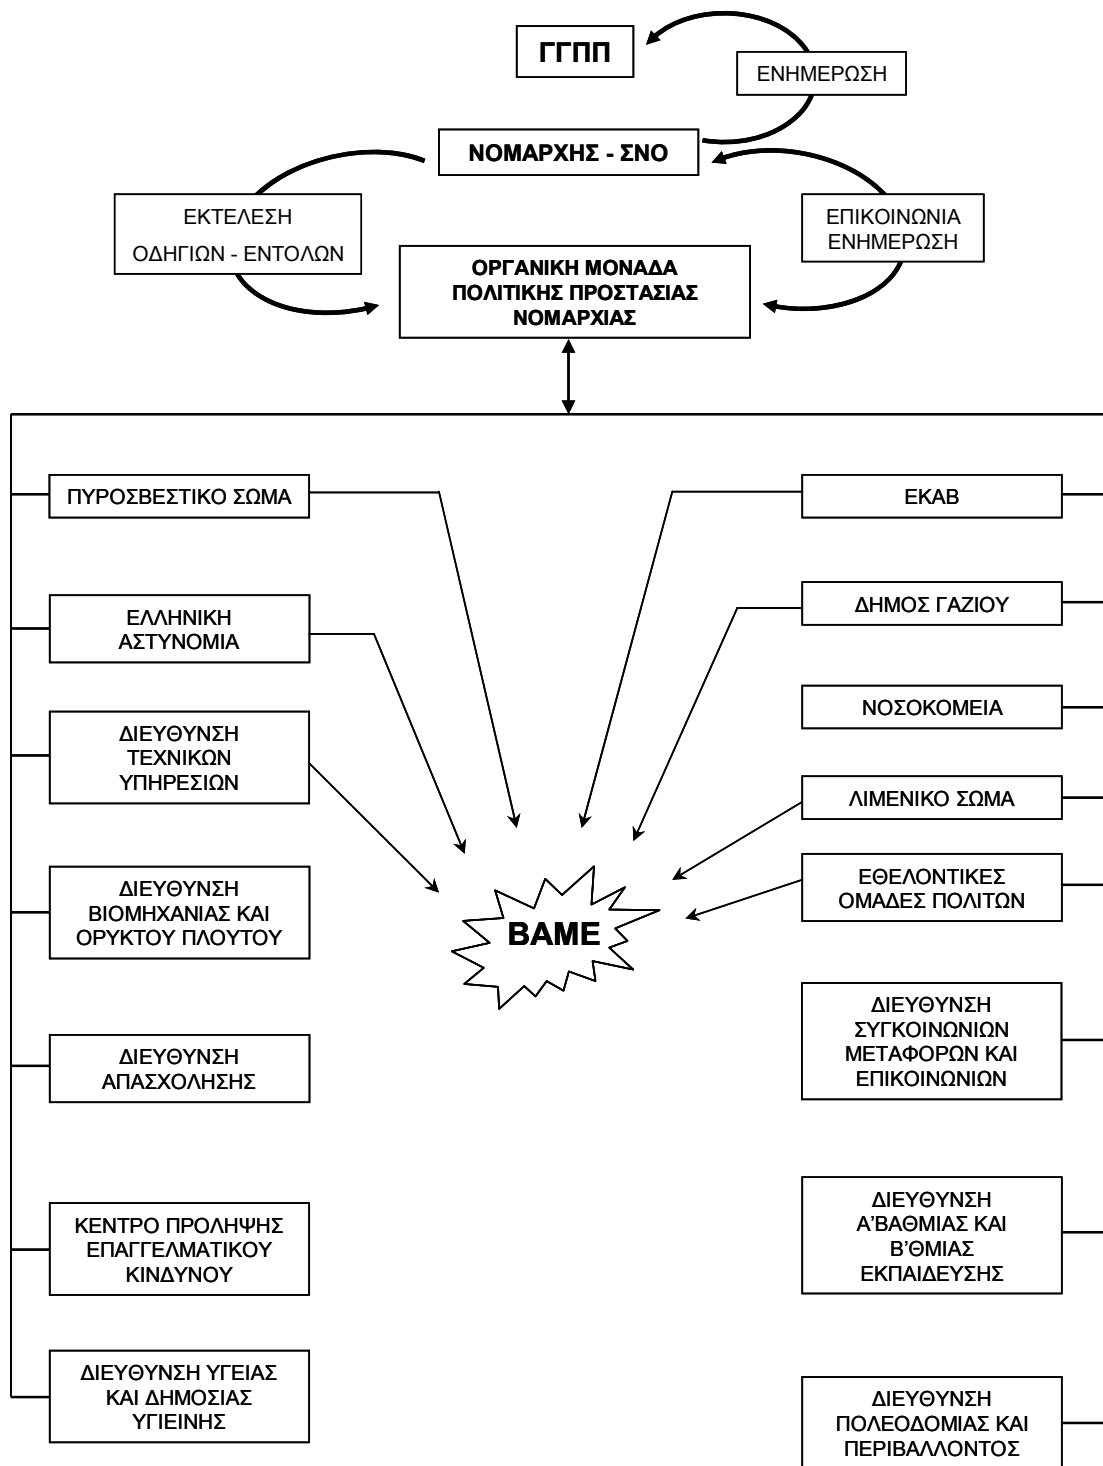 ΓΓΠΠ
ΕΝΗΜΕΡΩΣΗ
ΝΟΜΑΡΧΗΣ - ΣΝΟ
ΕΚΤΕΛΕΣΗ
ΟΔΗΓΙΩΝ - ΕΝΤΟΛΩΝ
ΕΠΙΚΟΙΝΩΝΙΑ
ΕΝΗΜΕΡΩΣΗ
ΟΡΓΑΝΙΚΗ ΜΟΝΑΔΑ
ΠΟΛΙΤΙΚΗΣ ΠΡΟΣΤΑΣΙΑΣ
ΝΟΜΑΡΧΙΑΣ
ΠΥΡΟΣΒΕΣΤΙΚΟ ΣΩΜΑ
ΕΛΛΗΝΙΚΗ
ΑΣΤΥΝΟΜΙΑ
ΔΙΕΥΘΥΝΣΗ
ΤΕΧΝΙΚΩΝ
ΥΠΗΡΕΣΙΩΝ
ΔΙΕΥΘΥΝΣΗ
ΒΙΟΜΗΧΑΝΙΑΣ ΚΑΙ
ΟΡΥΚΤΟΥ ΠΛΟΥΤΟΥ
ΔΙΕΥΘΥΝΣΗ
ΑΠΑΣΧΟΛΗΣΗΣ
ΚΕΝΤΡΟ ΠΡΟΛΗΨΗΣ
ΕΠΑΓΓΕΛΜΑΤΙΚΟΥ
ΚΙΝΔΥΝΟΥ
ΔΙΕΥΘΥΝΣΗ ΥΓΕΙΑΣ
ΚΑΙ ΔΗΜΟΣΙΑΣ
ΥΓΙΕΙΝΗΣ
ΒΑΜΕ
ΕΚΑΒ
ΔΗΜΟΣ ΓΑΖΙΟΥ
ΝΟΣΟΚΟΜΕΙΑ
ΛΙΜΕΝΙΚΟ ΣΩΜΑ
ΕΘΕΛΟΝΤΙΚΕΣ
ΟΜΑΔΕΣ ΠΟΛΙΤΩΝ
ΔΙΕΥΘΥΝΣΗ
ΣΥΓΚΟΙΝΩΝΙΩΝ
ΜΕΤΑΦΟΡΩΝ ΚΑΙ
ΕΠΙΚΟΙΝΩΝΙΩΝ
ΔΙΕΥΘΥΝΣΗ
Α'ΒΑΘΜΙΑΣ ΚΑΙ
Β'ΘΜΙΑΣ
ΕΚΠΑΙΔΕΥΣΗΣ
ΔΙΕΥΘΥΝΣΗ
ΠΟΛΕΟΔΟΜΙΑΣ ΚΑΙ
ΠΕΡΙΒΑΛΛΟΝΤΟΣ